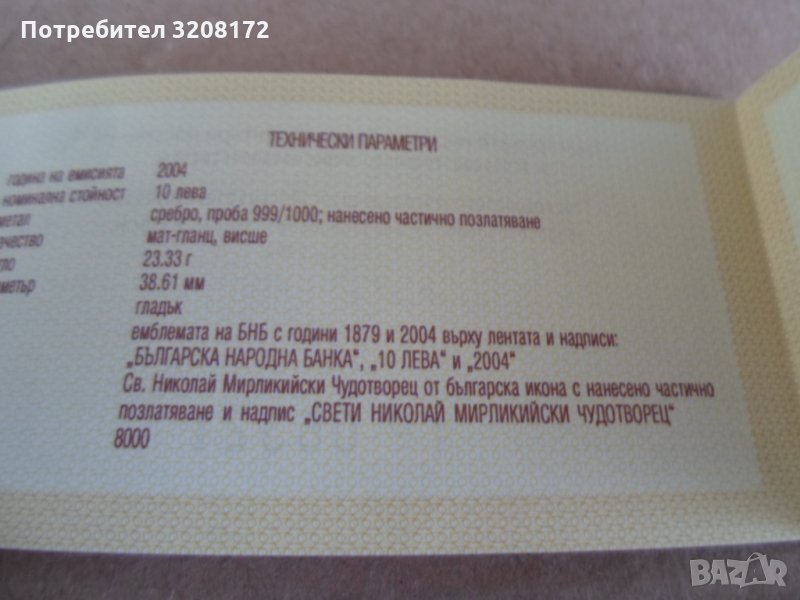 Потребител 3208172
ТЕХНИЧЕСКИ ПАРАМЕТРИ
година на емисията 2004
номинална стойност 10 лева
сребро, проба 999/1000; нанесено частично позлатяване
мат-гланц, висше
23.33 г
38.61 мм
гладък
емблемата на БНБ с години 1879 и 2004 върху лентата и надписи:
„БЪЛГАРСКА НАРОДНА БАНКА“, „10 ЛЕВА“ и „2004“
Св. Николай Мирликийски Чудотворец от българска икона с нанесено частично
позлатяване и надпис „СВЕТИ НИКОЛАЙ МИРЛИКИЙСКИ ЧУДОТВОРЕЦ“
8000
BAZAR